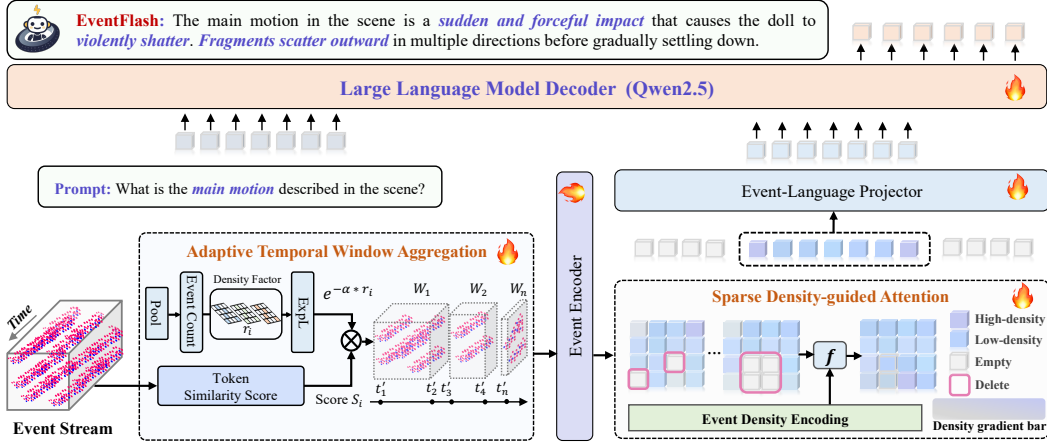 EventFlash: The main motion in the scene is a sudden and forceful impact that causes the doll to
violently shatter. Fragments scatter outward in multiple directions before gradually settling down.
Large Language Model Decoder (Qwen2.5)
Prompt: What is the main motion described in the scene?
Event-Language Projector
Adaptive Temporal Window Aggregation
Pool
Event Count
Density Factor
r_i
ExpL
e^{-α * r_i}
W_1
W_2
W_n
Time
Event Stream
Token
Similarity Score
Score S_i
t'_1
t'_2
t'_3
t'_4
t'_n
Event Encoder
Sparse Density-guided Attention
...
f
High-density
Low-density
Empty
Delete
Event Density Encoding
Density gradient bar